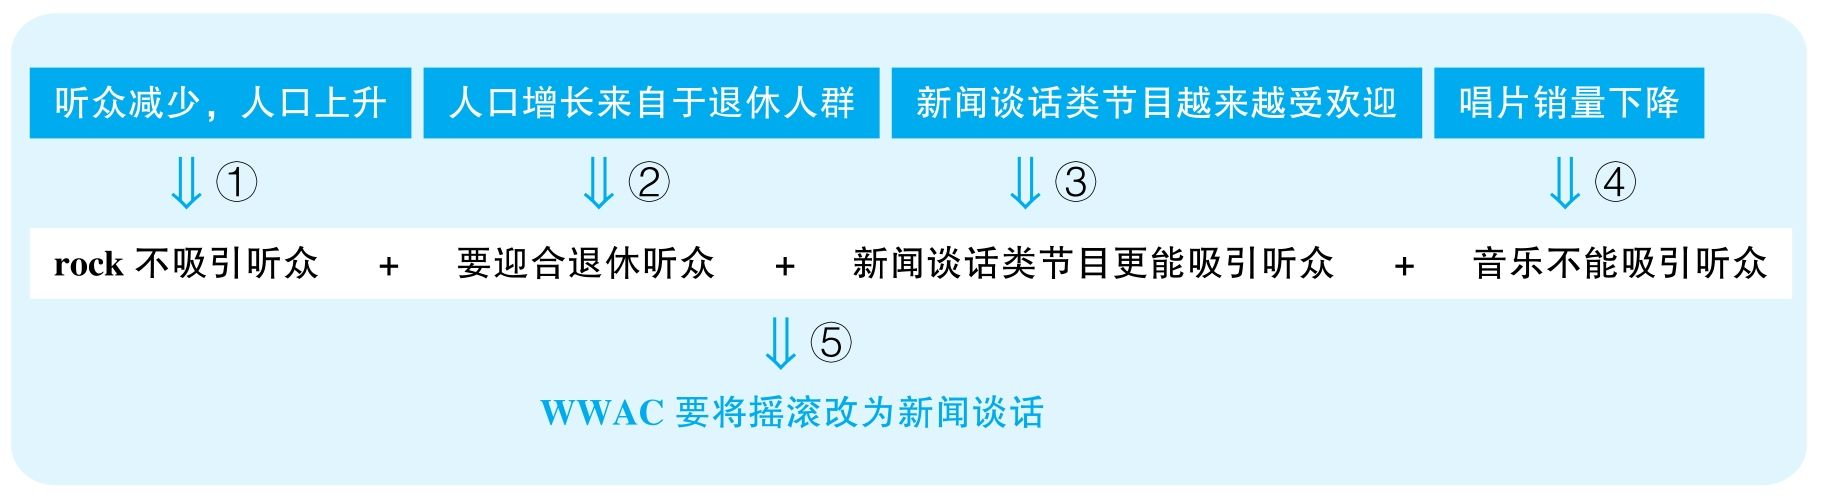 听众减少，人口上升 人口增长来自于退休人群 新闻谈话类节目越来越受欢迎 唱片销量下降
⇓ ① ⇓ ② ⇓ ③ ⇓ ④
rock 不吸引听众 + 要迎合退休听众 + 新闻谈话类节目更能吸引听众 + 音乐不能吸引听众
⇓ ⑤
WWAC 要将摇滚改为新闻谈话